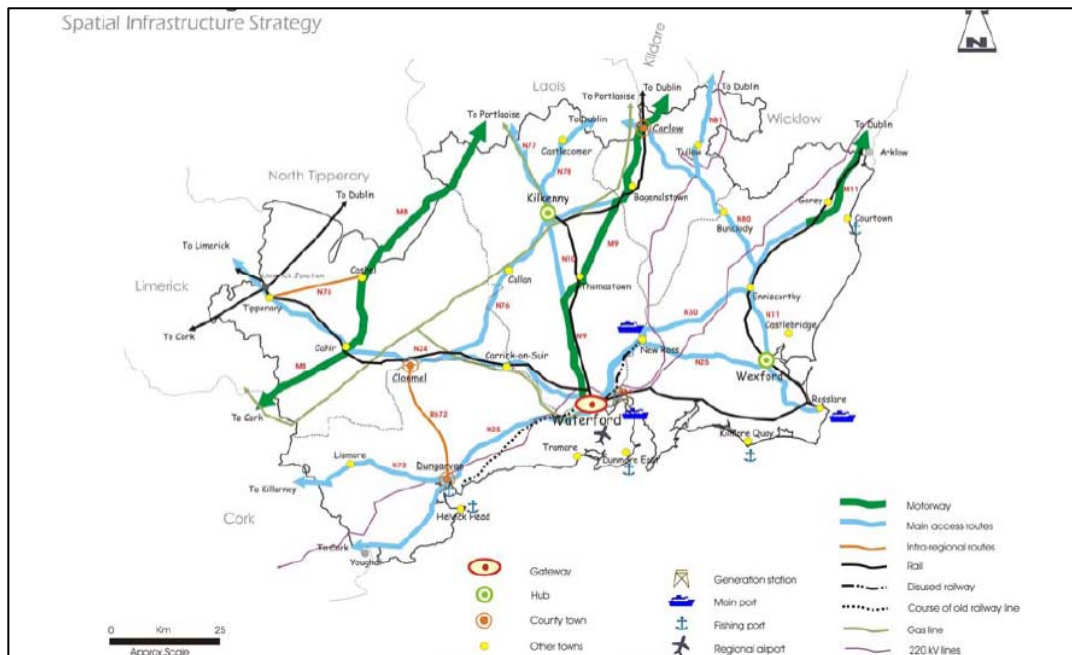 Spatial Infrastructure Strategy
N
Kildare
Laois
To Portlaoise
To Dublin
To Dublin
Wicklow
To Portlaoise
N77
To Dublin
Carlow
N81
To Dublin
Castlecomer
Tullow
Arklow
N78
North Tipperary
Kilkenny
Bagenalstown
M11
To Dublin
Gorey
M8
N80
Courtown
To Limerick
Bunclody
M9
Limerick Junction
Cashel
Callan
N10
Limerick
N74
Thomastown
Tipperary
Enniscorthy
N76
N30
N11
To Cork
Castlebridge
N9
Cahir
N24
Carrick-on-Suir
New Ross
N25
M8
Clonmel
Wexford
To Cork
Waterford
Rosslare
R672
N25
Kilmore Quay
Tramore
Dunmore East
Lismore
N72
Dungarvan
To Killarney
Cork
Helvick Head
To Cork
Youghal
Motorway
Main access routes
Intra-regional routes
Rail
Disused railway
Course of old railway line
Gas line
220 kV lines
Gateway
Hub
County town
Other towns
Generation station
Main port
Fishing port
Regional airport
0 Km 25
Approx.Scale